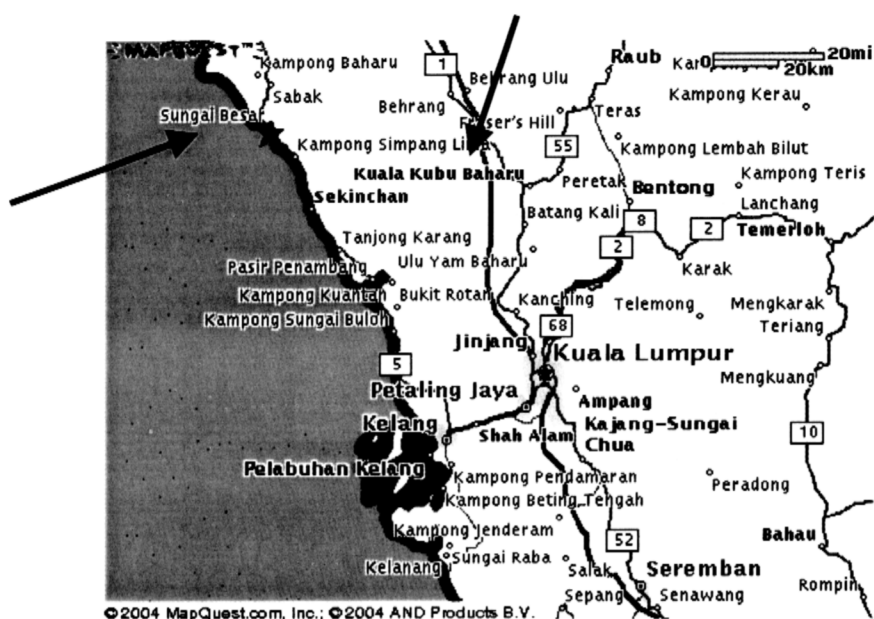 MAPQUEST™
Raub
0 20mi
20km
Kampong Baharu
1
Behrang Ulu
Sabak
Behrang
Kampong Kerau
Sungai Besar
Fraser's Hill
Teras
Kampong Simpang Lima
55
Kampong Lembah Bilut
Kuala Kubu Baharu
Peretak
Bentong
Kampong Teris
Sekinchan
Batang Kali
8
Lanchang
2
2
Temerloh
Tanjong Karang
Ulu Yam Baharu
Karak
Pasir Penambang
Kampong Kuantan
Bukit Rotan
Kanching
Telemong
Mengkarak
Kampong Sungai Buloh
68
Teriang
Jinjang
Kuala Lumpur
5
Mengkuang
Petaling Jaya
Ampang
Kelang
Kajang-Sungai
Chua
10
Shah Alam
Pelabuhan Kelang
Kampong Pendamaran
Peradong
Kampong Beting Tengah
Kampong Jenderam
52
Bahau
Kelanang
Sungai Raba
Salak
Seremban
Rompin
Sepang
Senawang
©2004 MapQuest.com, Inc.; ©2004 AND Products B.V.